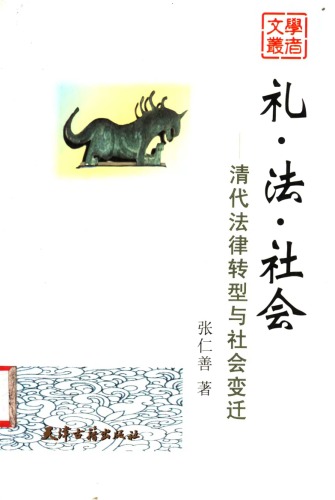 學者文叢
礼·法·社会
——清代法律转型与社会变迁
张仁善 著
天津古籍出版社